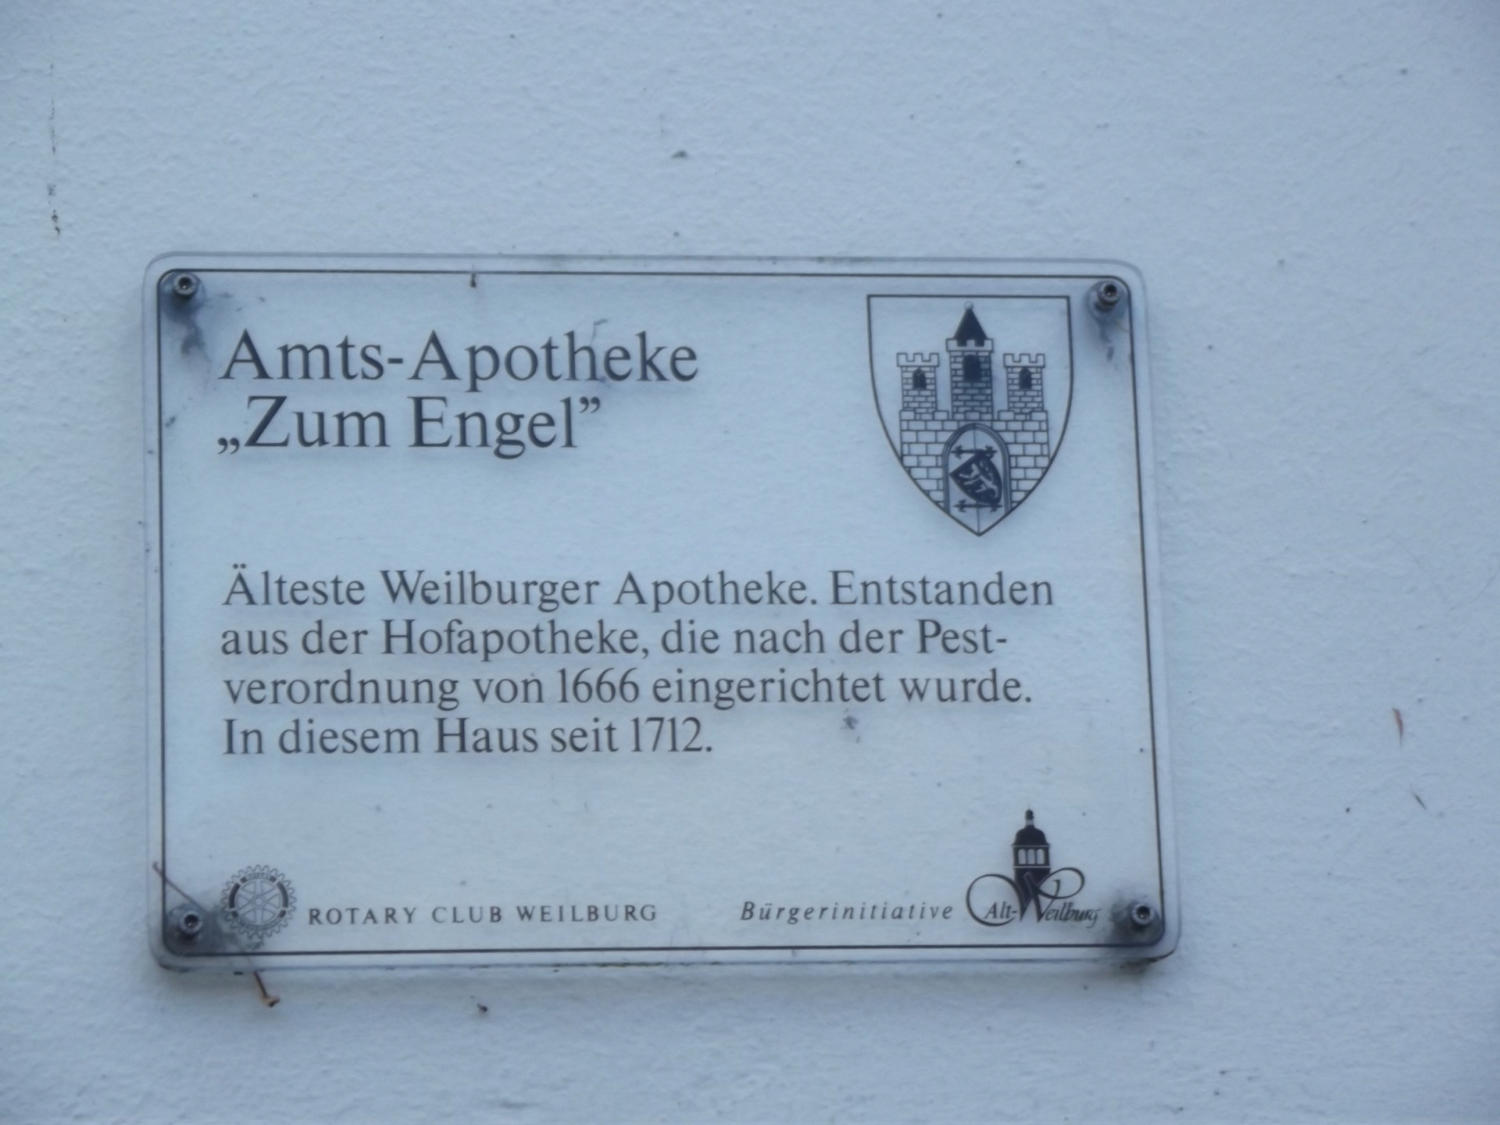 Amts-Apotheke
„Zum Engel”
Älteste Weilburger Apotheke. Entstanden
aus der Hofapotheke, die nach der Pest-
verordnung von 1666 eingerichtet wurde.
In diesem Haus seit 1712.
ROTARY CLUB WEILBURG
Bürgerinitiative Alt-Weilburg